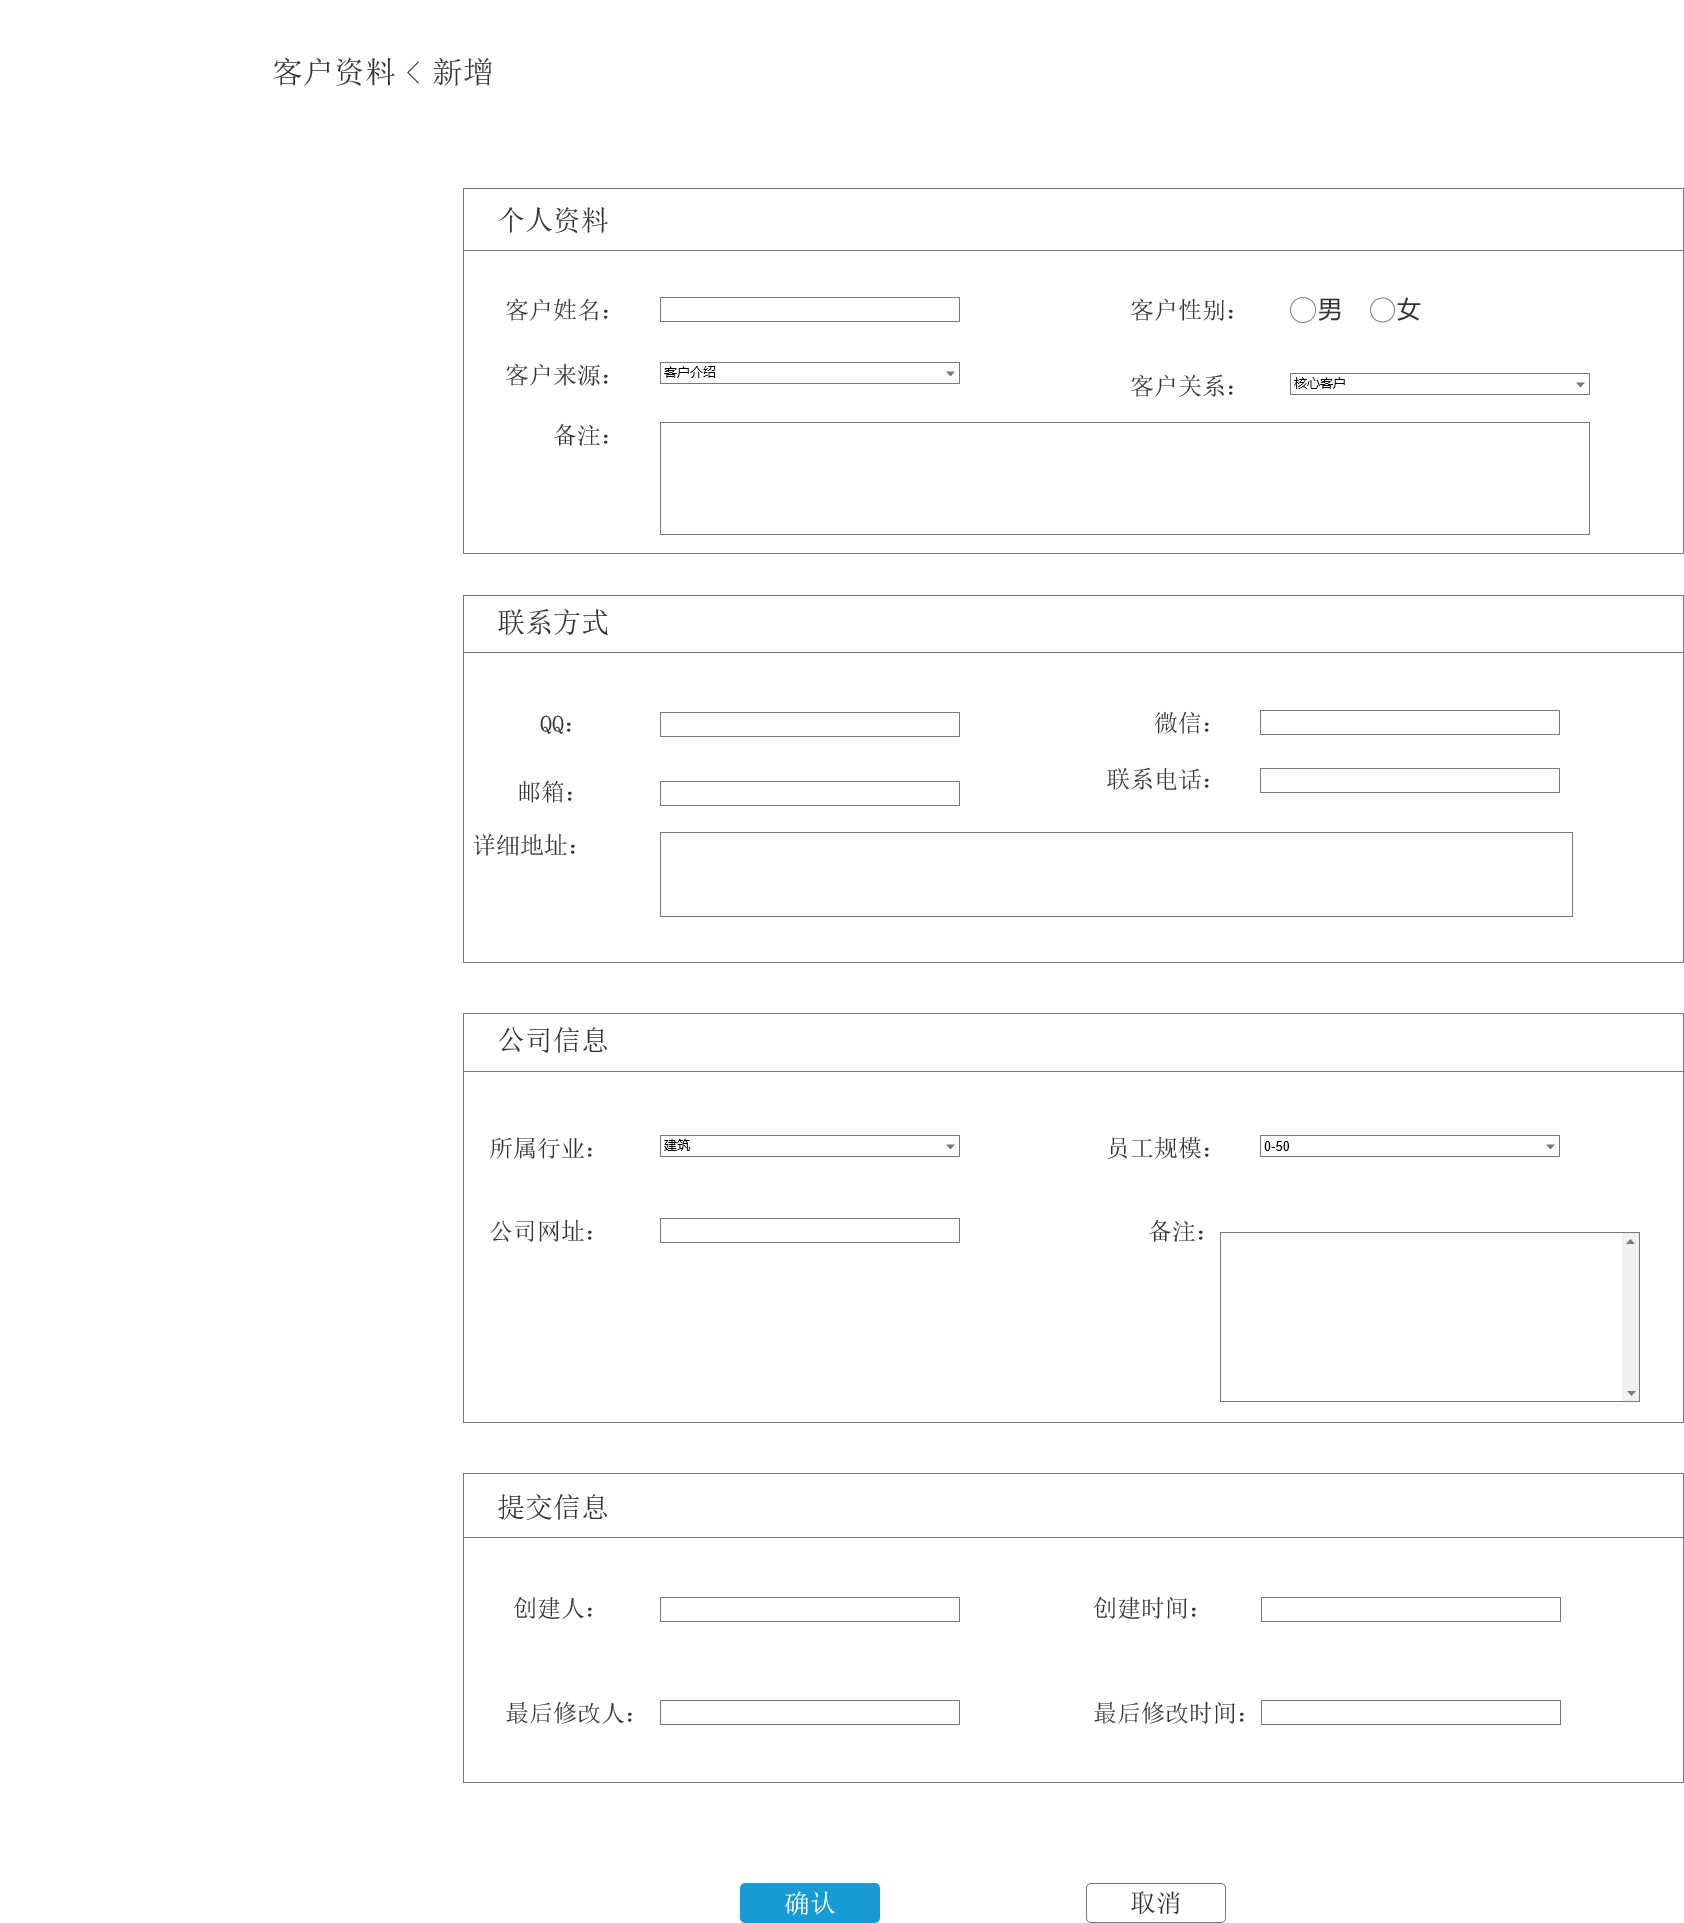 客户资料 < 新增
个人资料
客户姓名： 客户性别： 男 女
客户来源： 客户介绍 客户关系： 核心客户
备注：
联系方式
QQ： 微信：
邮箱： 联系电话：
详细地址：
公司信息
所属行业： 建筑 员工规模： 0-50
公司网址： 备注：
提交信息
创建人： 创建时间：
最后修改人： 最后修改时间：
确认 取消